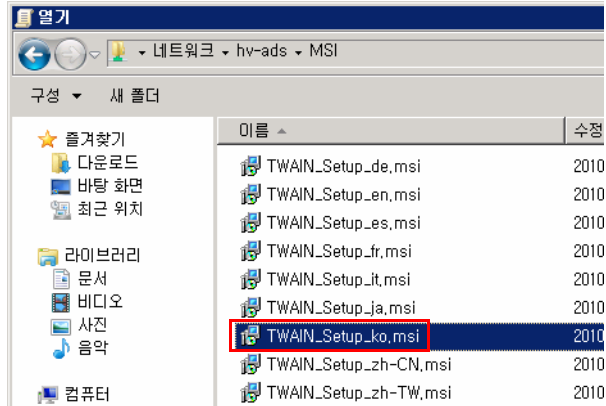 열기
네트워크 hv-ads MSI
구성 새 폴더
이름 수정
즐겨찾기
다운로드
바탕 화면
최근 위치
라이브러리
문서
비디오
사진
음악
컴퓨터
TWAIN_Setup_de.msi 2010
TWAIN_Setup_en.msi 2010
TWAIN_Setup_es.msi 2010
TWAIN_Setup_fr.msi 2010
TWAIN_Setup_it.msi 2010
TWAIN_Setup_ja.msi 2010
TWAIN_Setup_ko.msi 2010
TWAIN_Setup_zh-CN.msi 2010
TWAIN_Setup_zh-TW.msi 2010